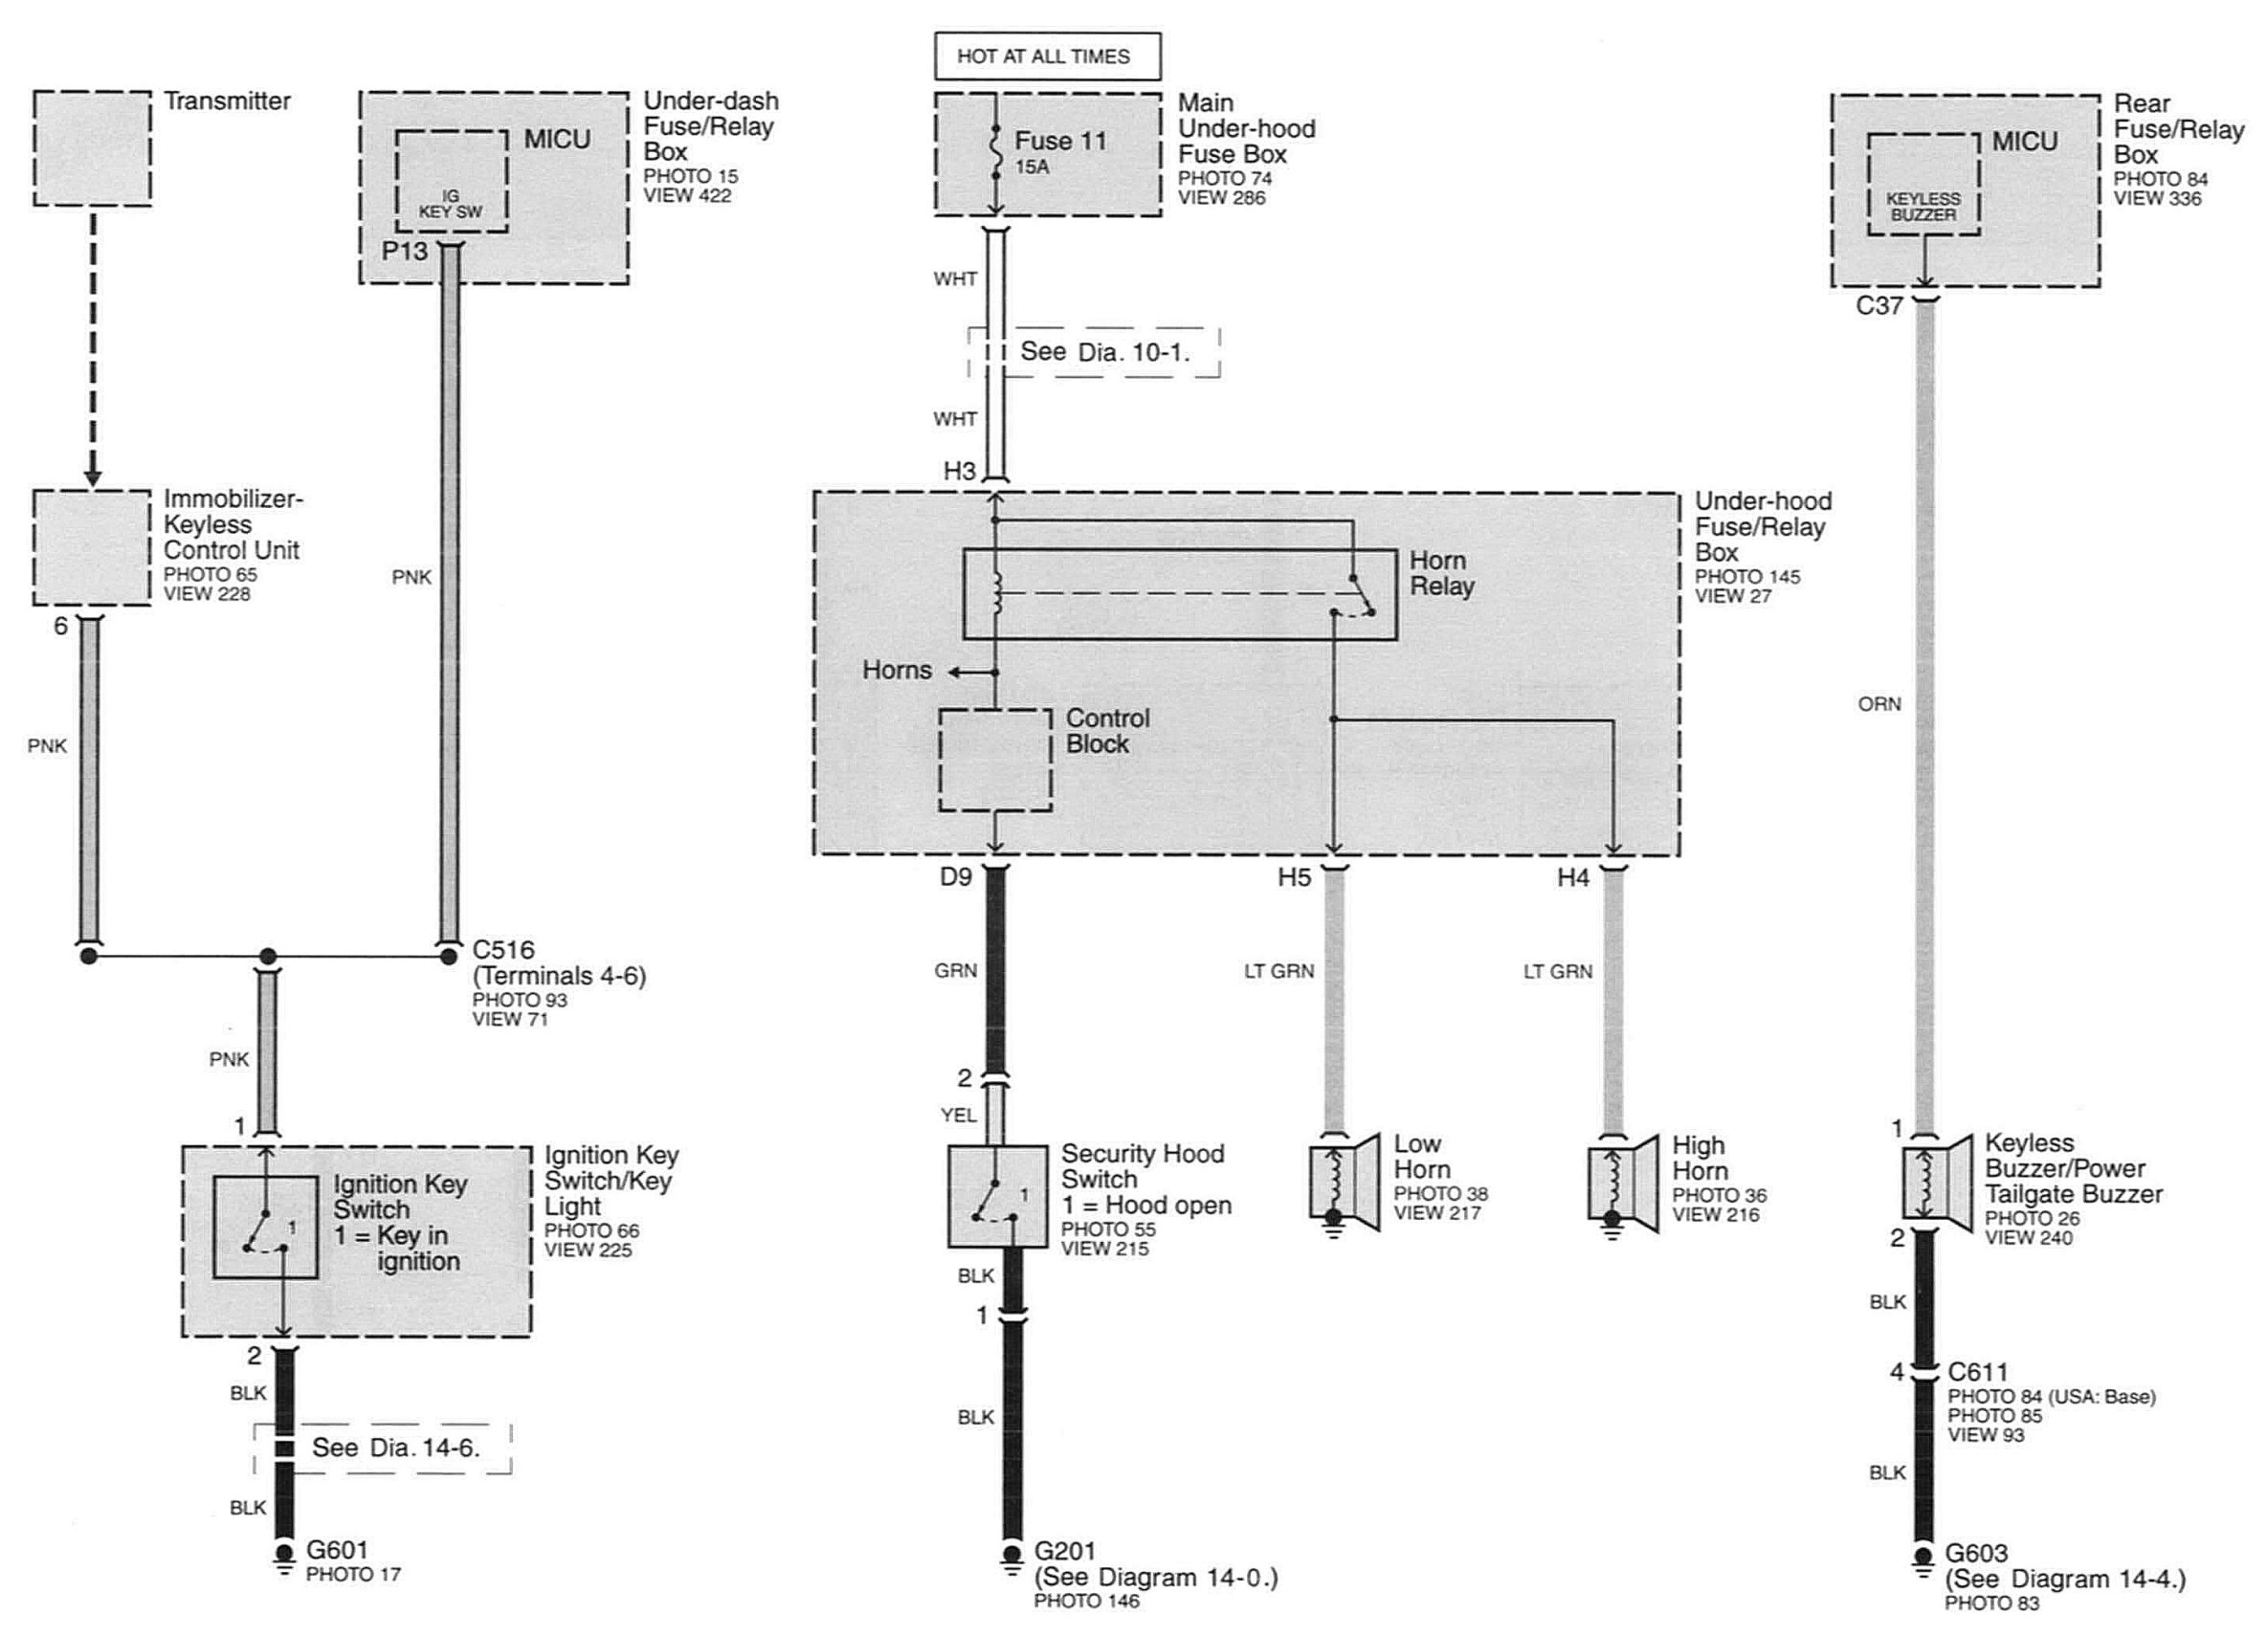 HOT AT ALL TIMES
Transmitter
MICU
IG
KEY SW
P13
Under-dash
Fuse/Relay
Box
PHOTO 15
VIEW 422
Fuse 11
15A
Main
Under-hood
Fuse Box
PHOTO 74
VIEW 286
MICU
KEYLESS
BUZZER
C37
Rear
Fuse/Relay
Box
PHOTO 84
VIEW 336
WHT
See Dia. 10-1.
WHT
H3
Immobilizer-
Keyless
Control Unit
PHOTO 65
VIEW 228
6
PNK
PNK
Horn
Relay
Under-hood
Fuse/Relay
Box
PHOTO 145
VIEW 27
Horns
Control
Block
ORN
D9
H5
H4
C516
(Terminals 4-6)
PHOTO 93
VIEW 71
GRN
LT GRN
LT GRN
PNK
1
2
YEL
Ignition Key
Switch
1 = Key in
ignition
1
Ignition Key
Switch/Key
Light
PHOTO 66
VIEW 225
1
Security Hood
Switch
1 = Hood open
PHOTO 55
VIEW 215
Low
Horn
PHOTO 38
VIEW 217
High
Horn
PHOTO 36
VIEW 216
1
Keyless
Buzzer/Power
Tailgate Buzzer
PHOTO 26
VIEW 240
2
BLK
BLK
1
2
BLK
4
C611
PHOTO 84 (USA: Base)
PHOTO 85
VIEW 93
See Dia. 14-6.
BLK
BLK
BLK
G601
PHOTO 17
G201
(See Diagram 14-0.)
PHOTO 146
G603
(See Diagram 14-4.)
PHOTO 83